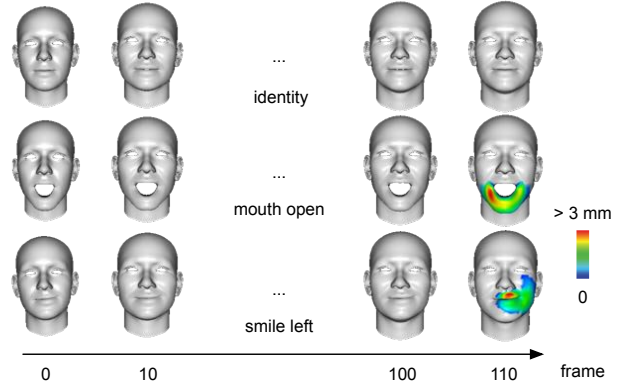 ...
identity
...
mouth open
> 3 mm
0
...
smile left
0 10 100 110 frame